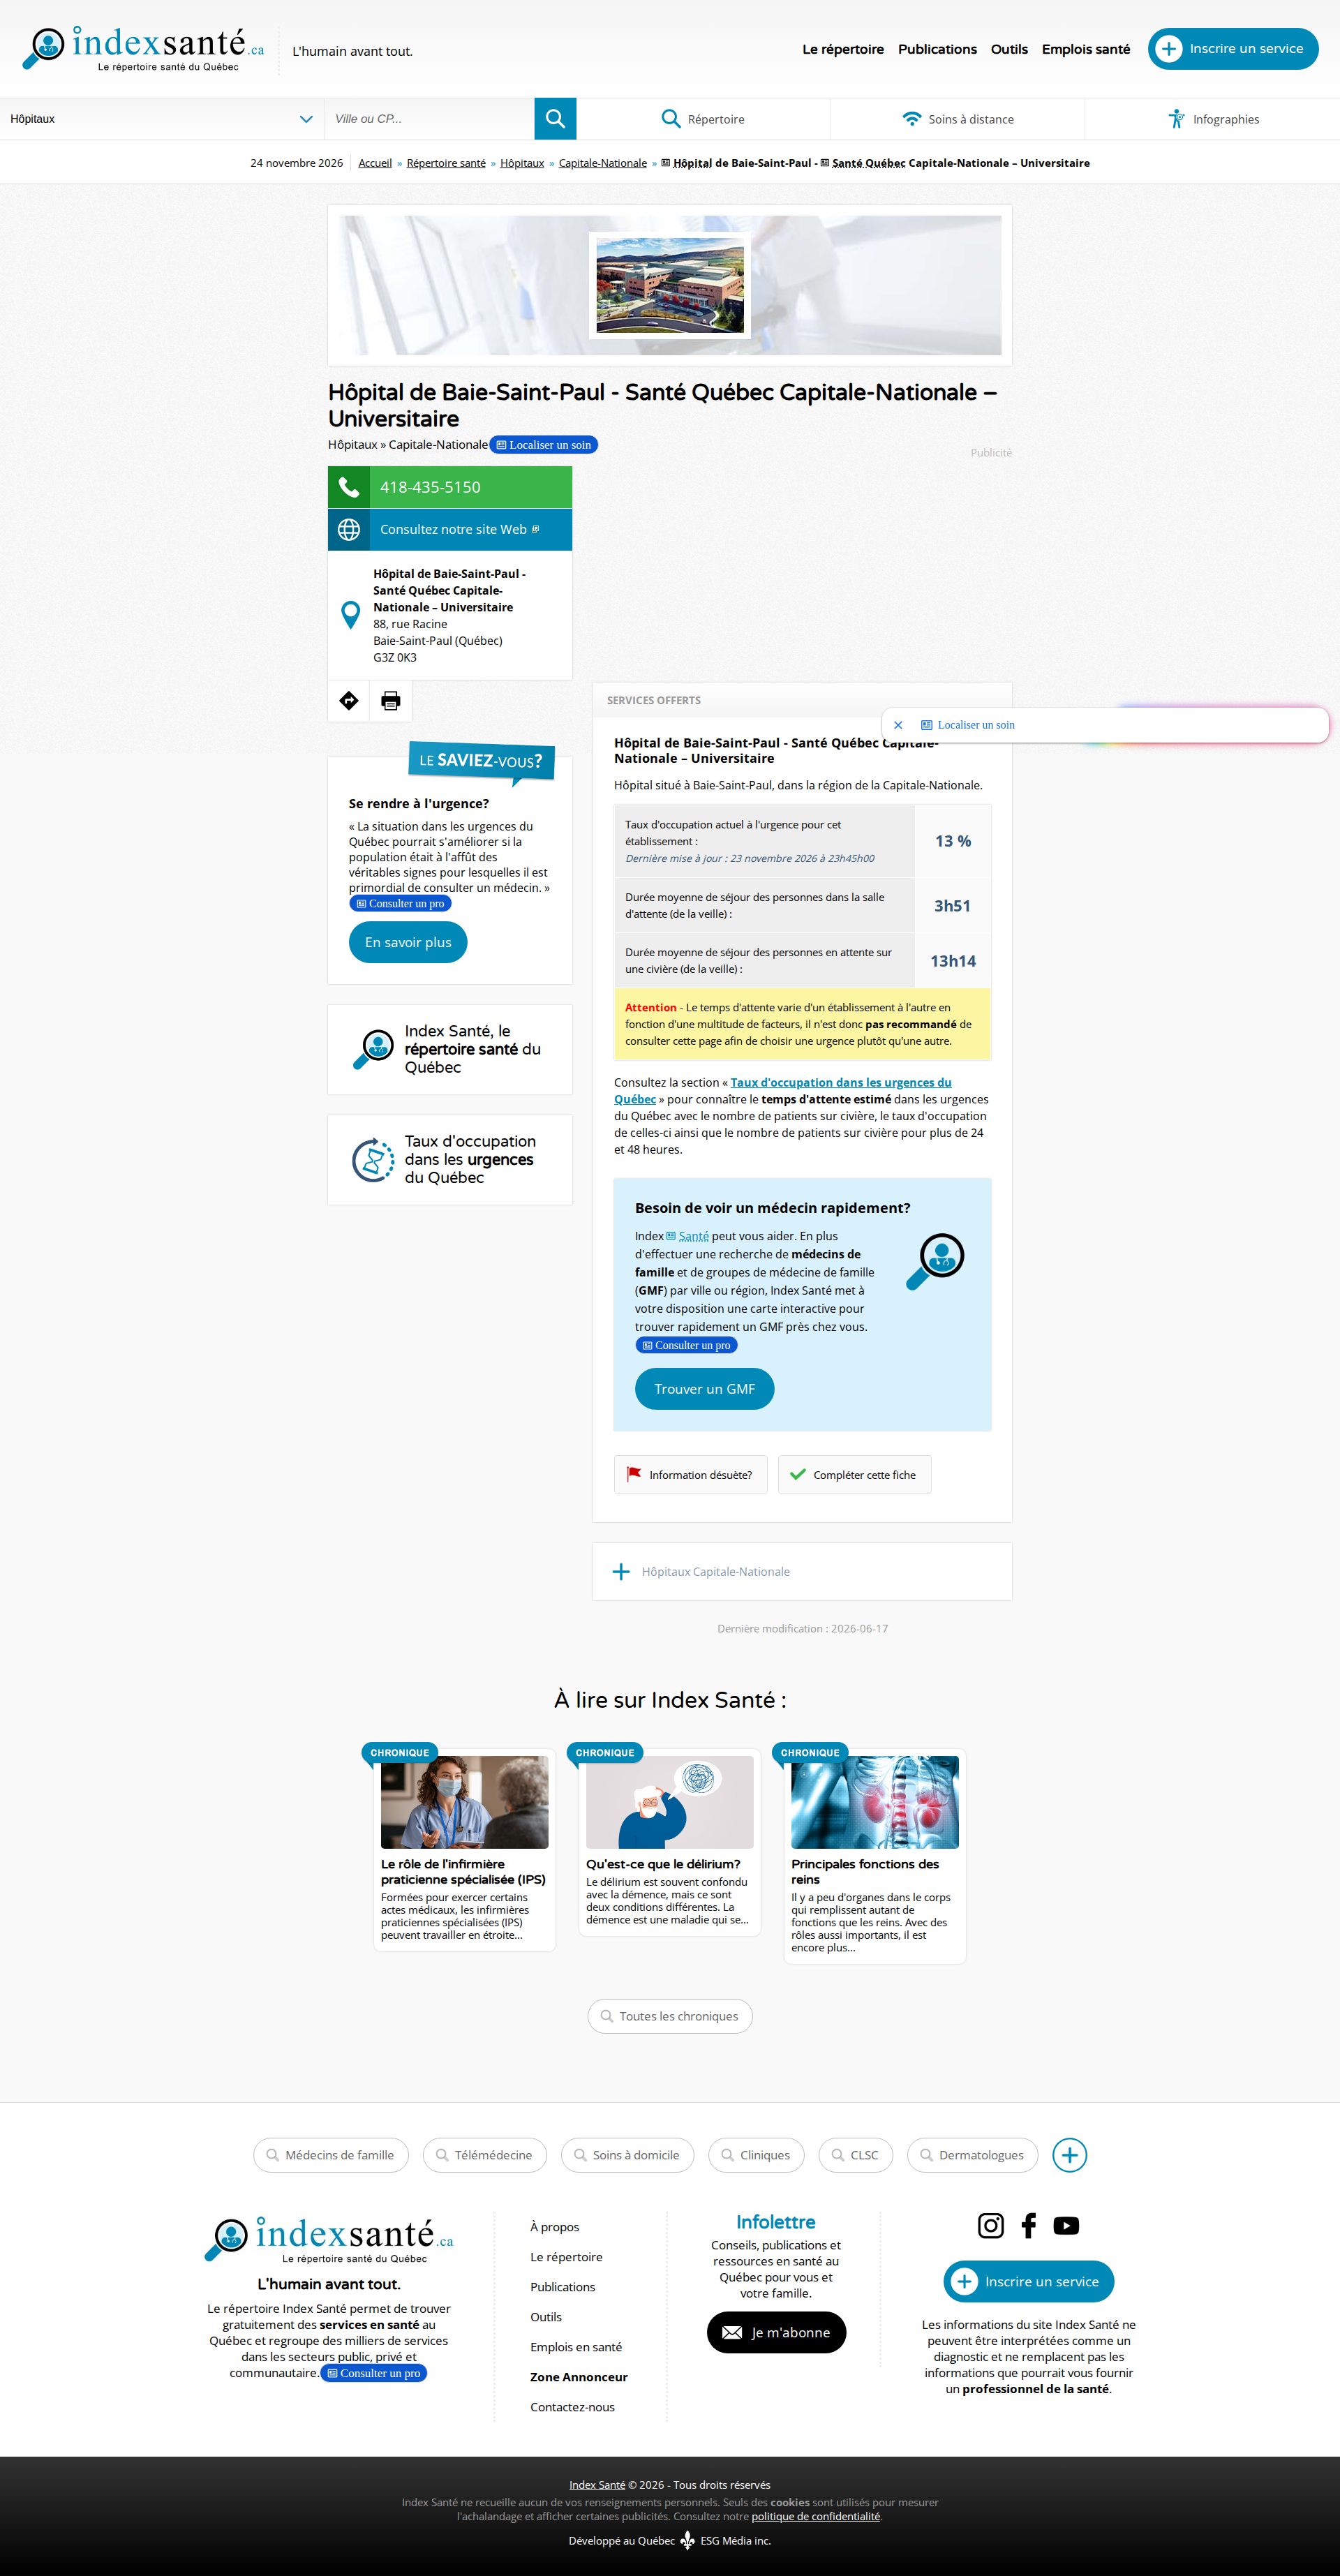 indexsanté.ca
Le répertoire santé du Québec
L'humain avant tout.
Le répertoire Publications Outils Emplois santé Inscrire un service
Hôpitaux Ville ou CP... Répertoire Soins à distance Infographies
24 novembre 2026 Accueil » Répertoire santé » Hôpitaux » Capitale-Nationale » Hôpital de Baie-Saint-Paul - Santé Québec Capitale-Nationale – Universitaire
Hôpital de Baie-Saint-Paul - Santé Québec Capitale-Nationale –
Universitaire
Hôpitaux » Capitale-Nationale Localiser un soin
Publicité
418-435-5150
Consultez notre site Web
Hôpital de Baie-Saint-Paul -
Santé Québec Capitale-
Nationale – Universitaire
88, rue Racine
Baie-Saint-Paul (Québec)
G3Z 0K3
LE SAVIEZ-VOUS?
Se rendre à l'urgence?
« La situation dans les urgences du
Québec pourrait s'améliorer si la
population était à l'affût des
véritables signes pour lesquelles il est
primordial de consulter un médecin. »
Consulter un pro
En savoir plus
Index Santé, le
répertoire santé du
Québec
Taux d'occupation
dans les urgences
du Québec
SERVICES OFFERTS
Localiser un soin
Hôpital de Baie-Saint-Paul - Santé Québec Capitale-
Nationale – Universitaire
Hôpital situé à Baie-Saint-Paul, dans la région de la Capitale-Nationale.
Taux d'occupation actuel à l'urgence pour cet
établissement :
Dernière mise à jour : 23 novembre 2026 à 23h45h00
13 %
Durée moyenne de séjour des personnes dans la salle
d'attente (de la veille) :
3h51
Durée moyenne de séjour des personnes en attente sur
une civière (de la veille) :
13h14
Attention - Le temps d'attente varie d'un établissement à l'autre en
fonction d'une multitude de facteurs, il n'est donc pas recommandé de
consulter cette page afin de choisir une urgence plutôt qu'une autre.
Consultez la section « Taux d'occupation dans les urgences du
Québec » pour connaître le temps d'attente estimé dans les urgences
du Québec avec le nombre de patients sur civière, le taux d'occupation
de celles-ci ainsi que le nombre de patients sur civière pour plus de 24
et 48 heures.
Besoin de voir un médecin rapidement?
Index Santé peut vous aider. En plus
d'effectuer une recherche de médecins de
famille et de groupes de médecine de famille
(GMF) par ville ou région, Index Santé met à
votre disposition une carte interactive pour
trouver rapidement un GMF près chez vous.
Consulter un pro
Trouver un GMF
Information désuète? Compléter cette fiche
Hôpitaux Capitale-Nationale
Dernière modification : 2026-06-17
À lire sur Index Santé :
CHRONIQUE
Le rôle de l'infirmière
praticienne spécialisée (IPS)
Formées pour exercer certains
actes médicaux, les infirmières
praticiennes spécialisées (IPS)
peuvent travailler en étroite...
CHRONIQUE
Qu'est-ce que le délirium?
Le délirium est souvent confondu
avec la démence, mais ce sont
deux conditions différentes. La
démence est une maladie qui se...
CHRONIQUE
Principales fonctions des
reins
Il y a peu d'organes dans le corps
qui remplissent autant de
fonctions que les reins. Avec des
rôles aussi importants, il est
encore plus...
Toutes les chroniques
Médecins de famille Télémédecine Soins à domicile Cliniques CLSC Dermatologues
indexsanté.ca
Le répertoire santé du Québec
L'humain avant tout.
Le répertoire Index Santé permet de trouver
gratuitement des services en santé au
Québec et regroupe des milliers de services
dans les secteurs public, privé et
communautaire. Consulter un pro
À propos
Le répertoire
Publications
Outils
Emplois en santé
Zone Annonceur
Contactez-nous
Infolettre
Conseils, publications et
ressources en santé au
Québec pour vous et
votre famille.
Je m'abonne
Inscrire un service
Les informations du site Index Santé ne
peuvent être interprétées comme un
diagnostic et ne remplacent pas les
informations que pourrait vous fournir
un professionnel de la santé.
Index Santé © 2026 - Tous droits réservés
Index Santé ne recueille aucun de vos renseignements personnels. Seuls des cookies sont utilisés pour mesurer
l'achalandage et afficher certaines publicités. Consultez notre politique de confidentialité.
Développé au Québec ESG Média inc.